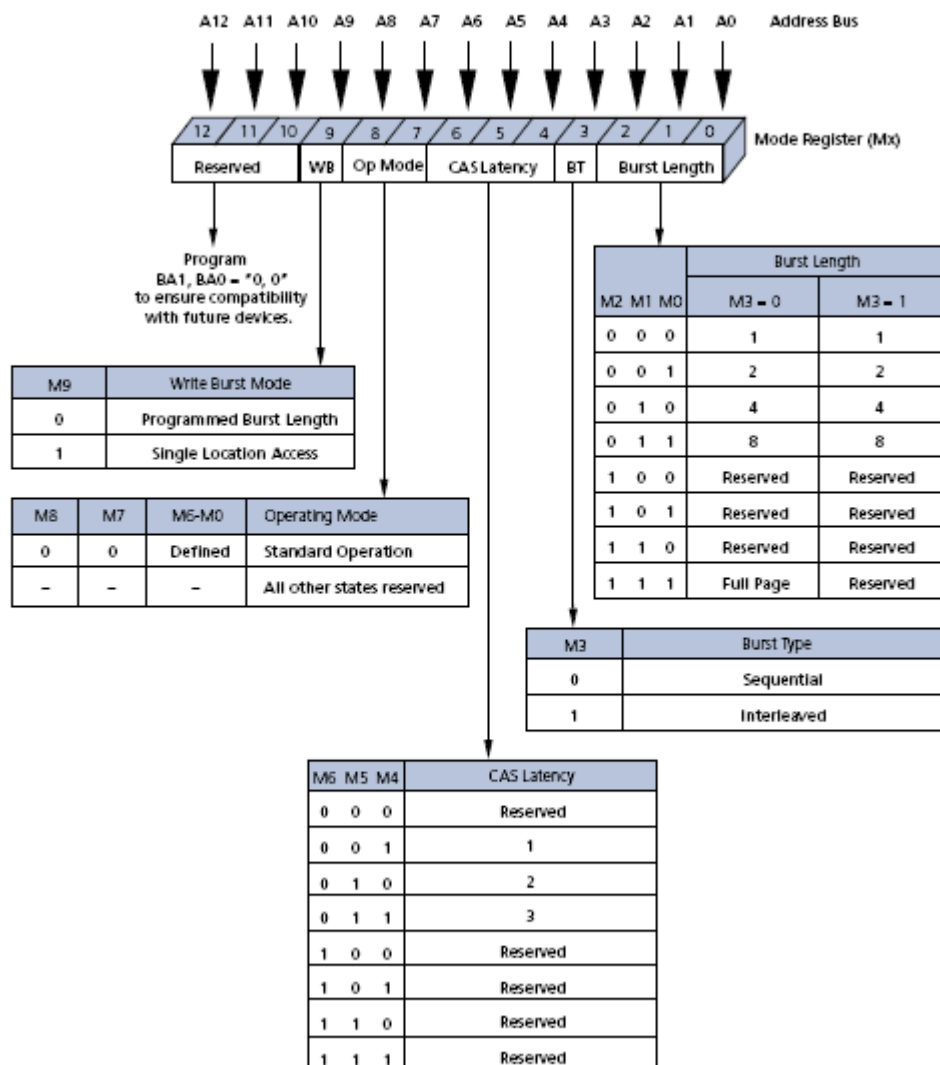 A12 A11 A10 A9 A8 A7 A6 A5 A4 A3 A2 A1 A0 Address Bus
12 11 10 9 8 7 6 5 4 3 2 1 0 Mode Register (Mx)
Reserved WB Op Mode CAS Latency BT Burst Length
Program
BA1, BA0 = "0, 0"
to ensure compatibility
with future devices.
Burst Length
M2 M1 M0 M3 = 0 M3 = 1
0 0 0 1 1
0 0 1 2 2
0 1 0 4 4
0 1 1 8 8
1 0 0 Reserved Reserved
1 0 1 Reserved Reserved
1 1 0 Reserved Reserved
1 1 1 Full Page Reserved
M9 Write Burst Mode
0 Programmed Burst Length
1 Single Location Access
M8 M7 M6-M0 Operating Mode
0 0 Defined Standard Operation
– – – All other states reserved
M3 Burst Type
0 Sequential
1 Interleaved
M6 M5 M4 CAS Latency
0 0 0 Reserved
0 0 1 1
0 1 0 2
0 1 1 3
1 0 0 Reserved
1 0 1 Reserved
1 1 0 Reserved
1 1 1 Reserved